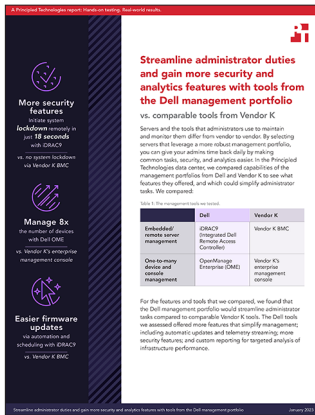 A Principled Technologies report: Hands-on testing. Real-world results.
More security
features
Initiate system
lockdown remotely in
just 18 seconds
with iDRAC9
vs. no system lockdown
via Vendor K BMC
Manage 8x
the number of devices
with Dell OME
vs. Vendor K's enterprise
management console
Easier firmware
updates
via automation and
scheduling with iDRAC9
vs. Vendor K BMC
Streamline administrator duties
and gain more security and
analytics features with tools from
the Dell management portfolio
vs. comparable tools from Vendor K
Servers and the tools that administrators use to maintain
and monitor them differ from vendor to vendor. By selecting
servers that leverage a more robust management portfolio,
you can give your admins time back daily by making
common tasks, security, and analytics easier. In the Principled
Technologies data center, we compared capabilities of the
management portfolios from Dell and Vendor K to see what
features they offered, and which could simplify administrator
tasks. We compared:
Table 1: The management tools we tested.
Dell
Vendor K
Embedded/
remote server
management
iDRAC9
(Integrated Dell
Remote Access
Controller)
Vendor K BMC
One-to-many
device and
console
management
OpenManage
Enterprise (OME)
Vendor K's
enterprise
management
console
For the features and tools that we compared, we found that
the Dell management portfolio would streamline administrator
tasks compared to comparable Vendor K tools. The Dell tools
we assessed offered more features that simplify management;
including automatic updates and telemetry streaming; more
security features; and custom reporting for targeted analysis of
infrastructure performance.
Streamline administrator duties and gain more security and analytics features with tools from the Dell management portfolio
January 2023